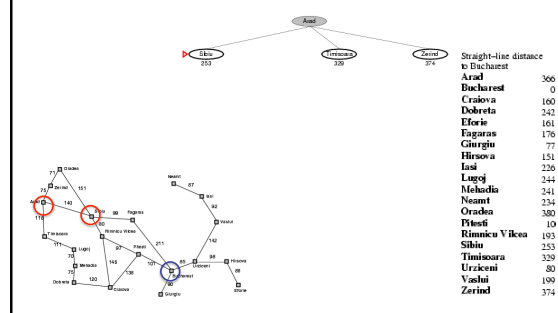 Arad
Sibiu
Timisoara
Zerind
253
329
374
Straight–line distance
to Bucharest
Arad 366
Bucharest 0
Craiova 160
Dobreta 242
Eforie 161
Fagaras 176
Giurgiu 77
Hirsova 151
Iasi 226
Lugoj 244
Mehadia 241
Neamt 234
Oradea 380
Pitesti 10
Rimnicu Vilcea 193
Sibiu 253
Timisoara 329
Urziceni 80
Vaslui 199
Zerind 374
Oradea
71
Neamt
Zerind
87
75
151
Iasi
Arad
140
92
Sibiu
99
Fagaras
118
80
Vaslui
Timisoara
Rimnicu Vilcea
111
Lugoj
97
Pitesti
211
142
70
98
Hirsova
85
Mehadia
146
101
Urziceni
75
138
86
Bucharest
Dobreta
120
90
Craiova
Giurgiu
Eforie